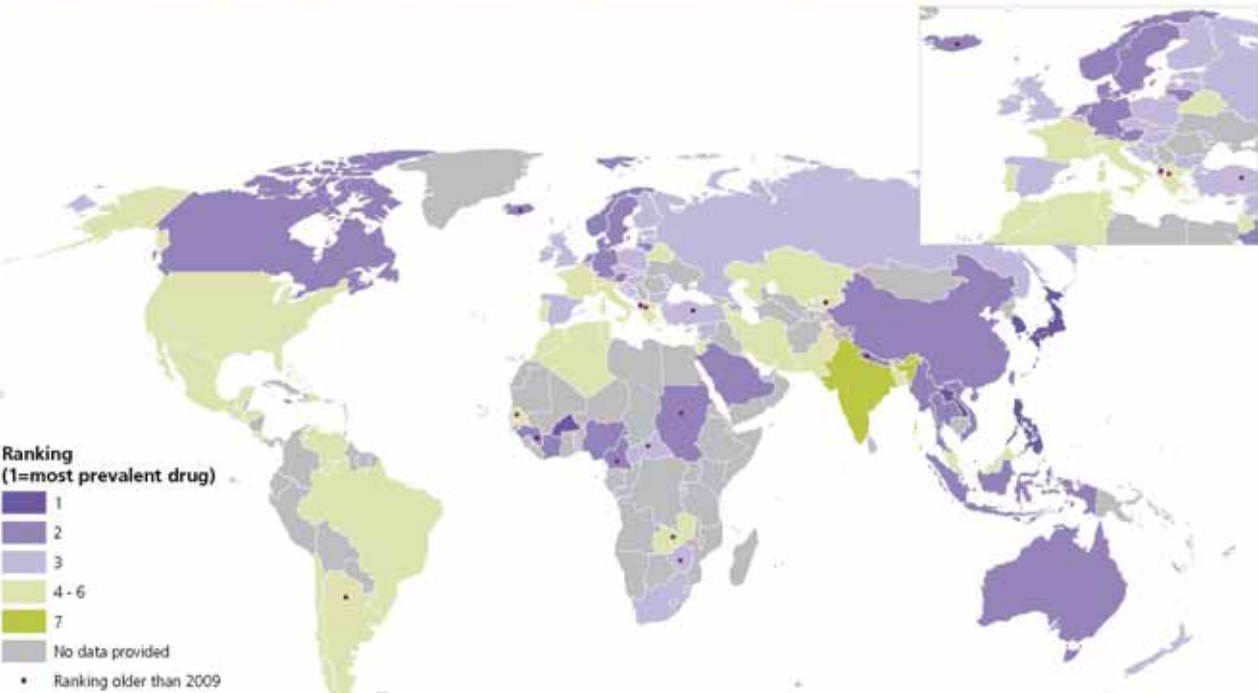 Ranking
(1=most prevalent drug)
1
2
3
4 - 6
7
No data provided
Ranking older than 2009